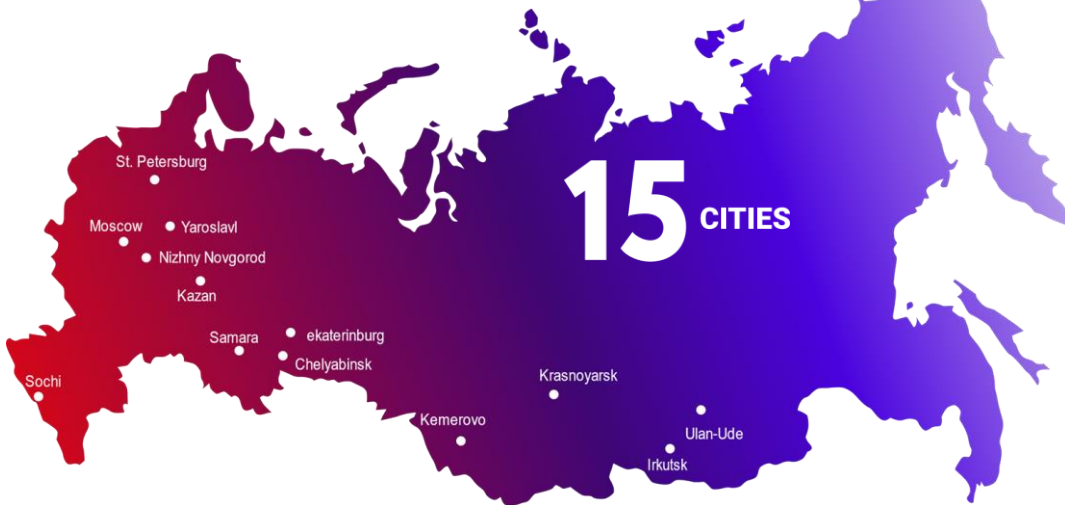 St. Petersburg
15 CITIES
Moscow
Yaroslavl
Nizhny Novgorod
Kazan
Samara
ekaterinburg
Chelyabinsk
Sochi
Krasnoyarsk
Kemerovo
Ulan-Ude
Irkutsk